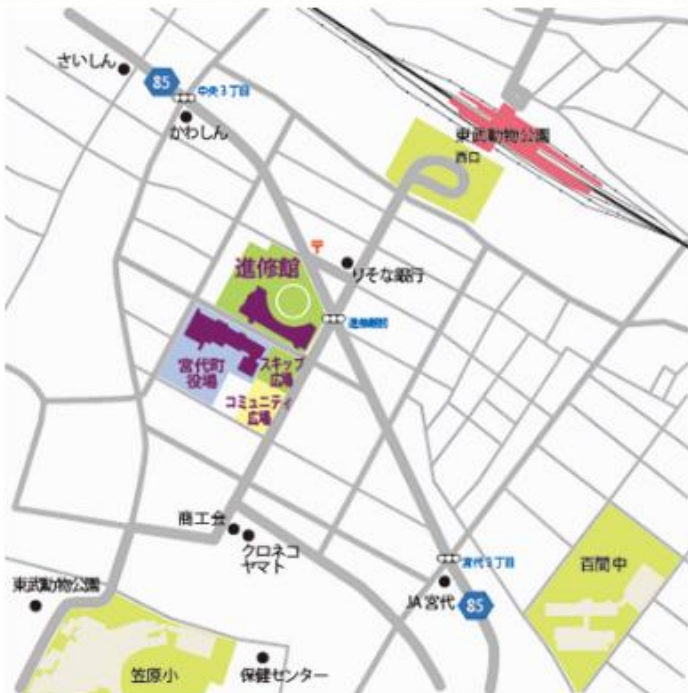 さいしん
85
中央3丁目
かわしん
東武動物公園
西口
〒
進修館
りそな銀行
進修館前
宮代町
役場
スキップ
広場
コミュニティ
広場
商工会
クロネコ
ヤマト
宮代3丁目
百間中
東武動物公園
JA宮代
85
笠原小
保健センター